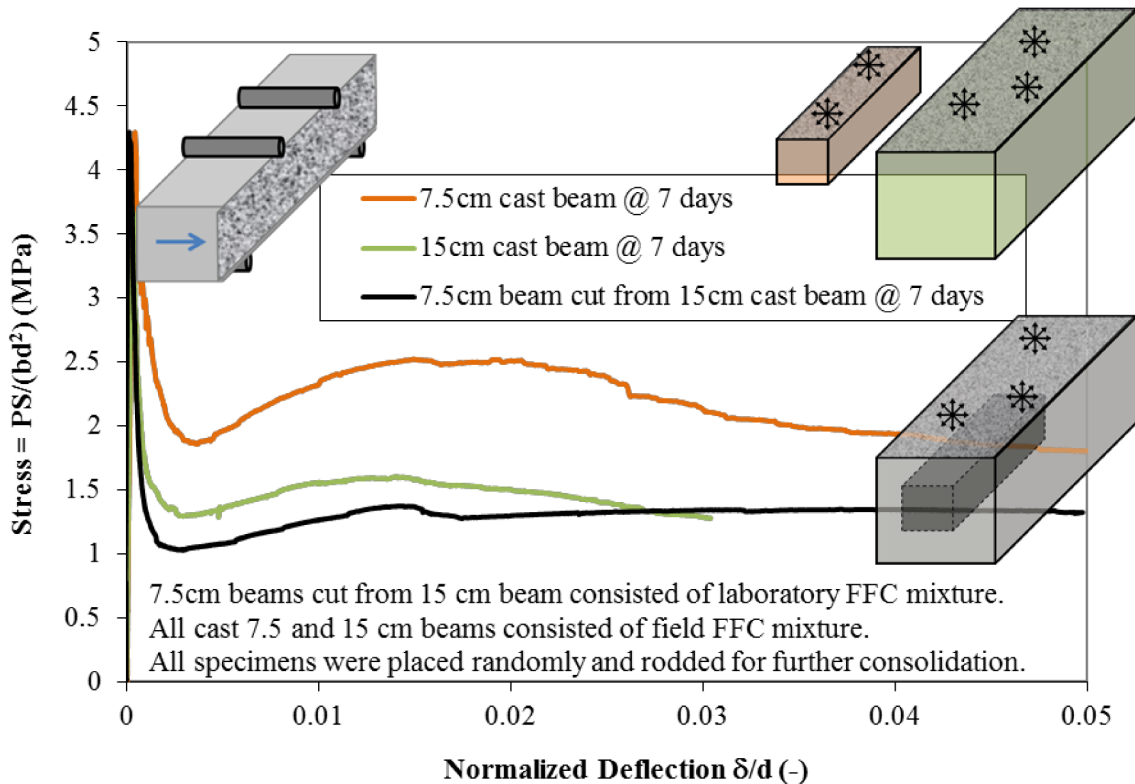 Stress = PS/(bd²) (MPa)
5
4.5
4
3.5
3
2.5
2
1.5
1
0.5
0
7.5cm cast beam @ 7 days
15cm cast beam @ 7 days
7.5cm beam cut from 15cm cast beam @ 7 days
7.5cm beams cut from 15 cm beam consisted of laboratory FFC mixture.
All cast 7.5 and 15 cm beams consisted of field FFC mixture.
All specimens were placed randomly and rodded for further consolidation.
0 0.01 0.02 0.03 0.04 0.05
Normalized Deflection δ/d (-)